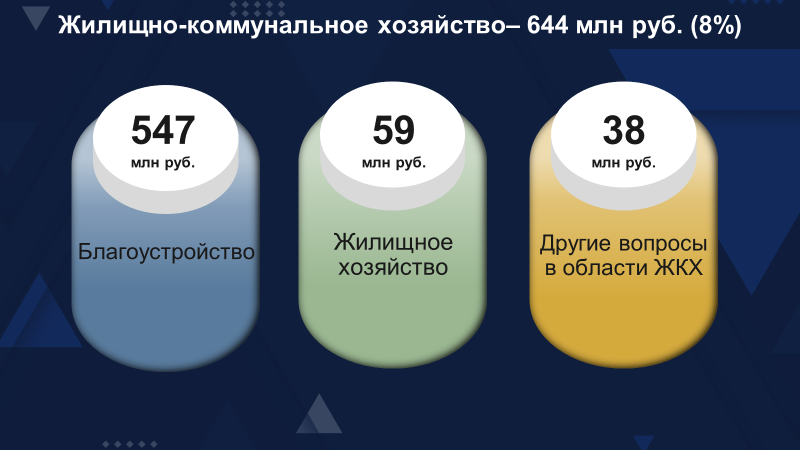 Жилищно-коммунальное хозяйство– 644 млн руб. (8%)
547
млн руб.
Благоустройство
59
млн руб.
Жилищное
хозяйство
38
млн руб.
Другие вопросы
в области ЖКХ